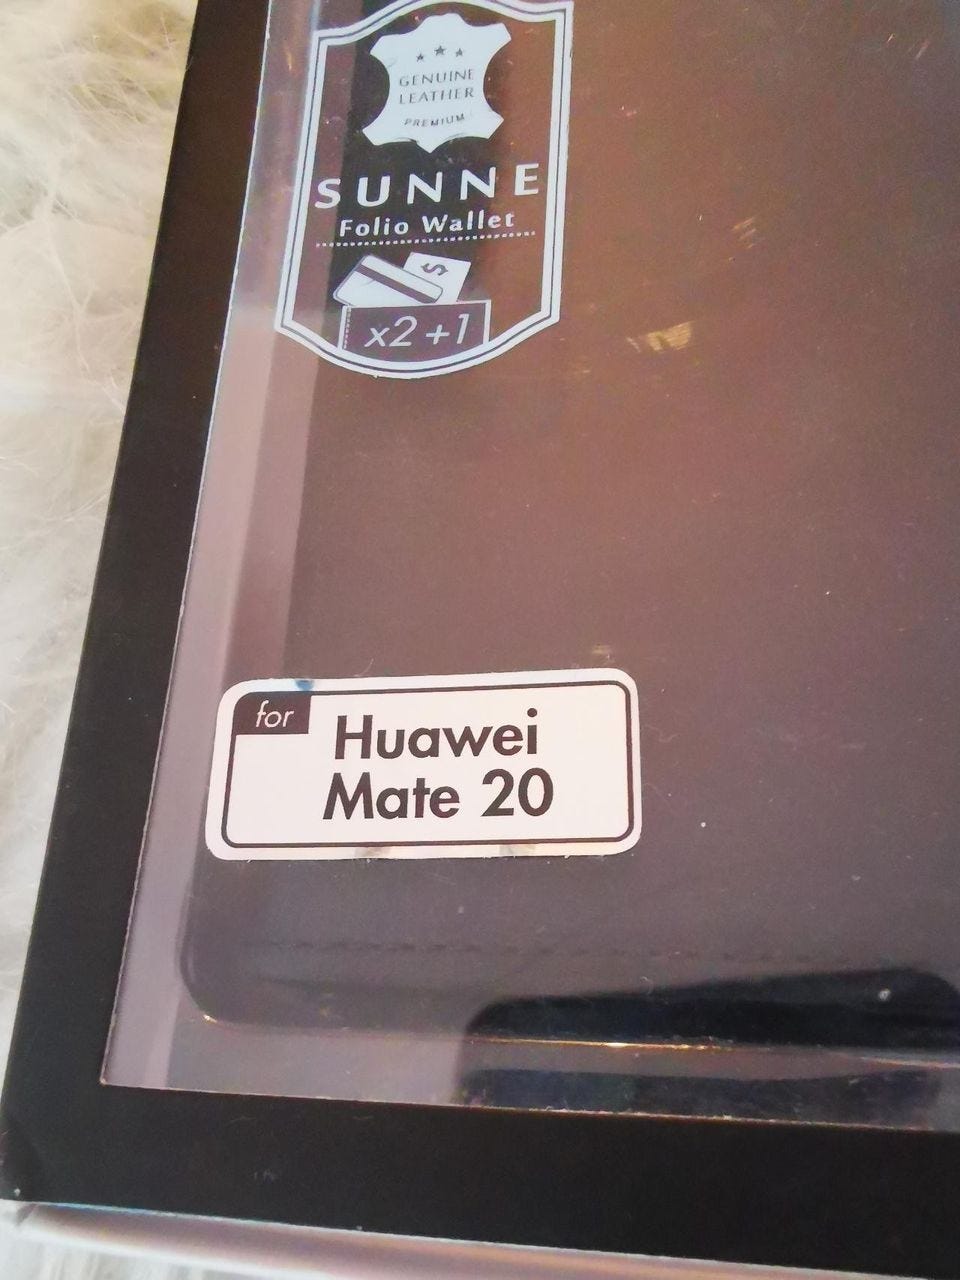 GENUINE
LEATHER
PREMIUM
SUNNE
Folio Wallet
$
x2+1
for
Huawei
Mate 20